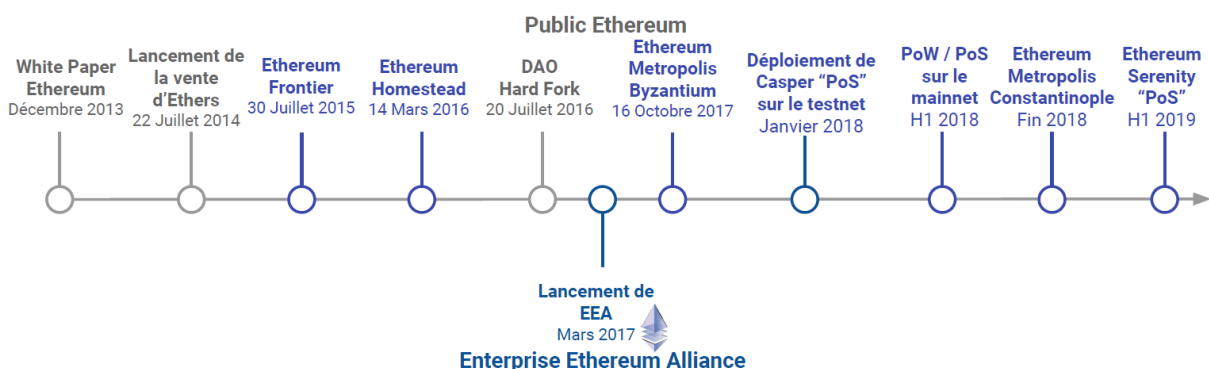 Public Ethereum
White Paper
Ethereum
Décembre 2013
Lancement de
la vente
d’Ethers
22 Juillet 2014
Ethereum
Frontier
30 Juillet 2015
Ethereum
Homestead
14 Mars 2016
DAO
Hard Fork
20 Juillet 2016
Ethereum
Metropolis
Byzantium
16 Octobre 2017
Déploiement de
Casper “PoS”
sur le testnet
Janvier 2018
PoW / PoS
sur le
mainnet
H1 2018
Ethereum
Metropolis
Constantinople
Fin 2018
Ethereum
Serenity
“PoS”
H1 2019
Lancement de
EEA
Mars 2017
Enterprise Ethereum Alliance